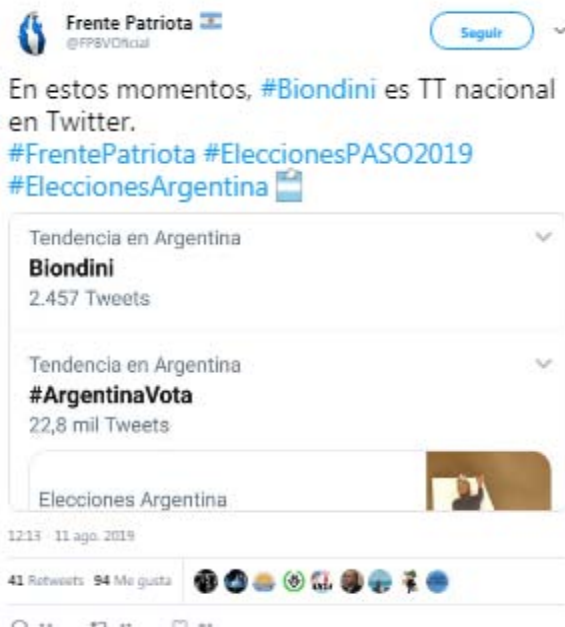 Frente Patriota
@FPBVOficial
Seguir
En estos momentos, #Biondini es TT nacional
en Twitter.
#FrentePatriota #EleccionesPASO2019
#EleccionesArgentina
Tendencia en Argentina
Biondini
2.457 Tweets
Tendencia en Argentina
#ArgentinaVota
22,8 mil Tweets
Elecciones Argentina
12:13 11 ago. 2019
41 Retweets 94 Me gusta